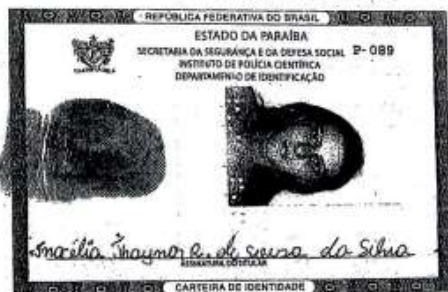 REPÚBLICA FEDERATIVA DO BRASIL
ESTADO DA PARAÍBA
SECRETARIA DA SEGURANÇA E DA DEFESA SOCIAL P-089
INSTITUTO DE POLÍCIA CIENTÍFICA
DEPARTAMENTO DE IDENTIFICAÇÃO
Thaynar R. de da Silva
ASSINATURA DO TITULAR
CARTEIRA DE IDENTIDADE